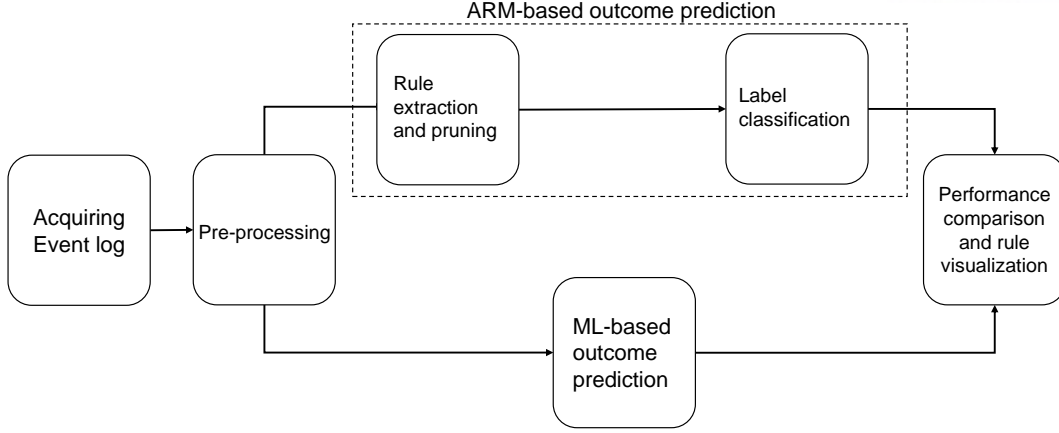 ARM-based outcome prediction
Rule
extraction
and pruning
Label
classification
Acquiring
Event log
Pre-processing
Performance
comparison
and rule
visualization
ML-based
outcome
prediction